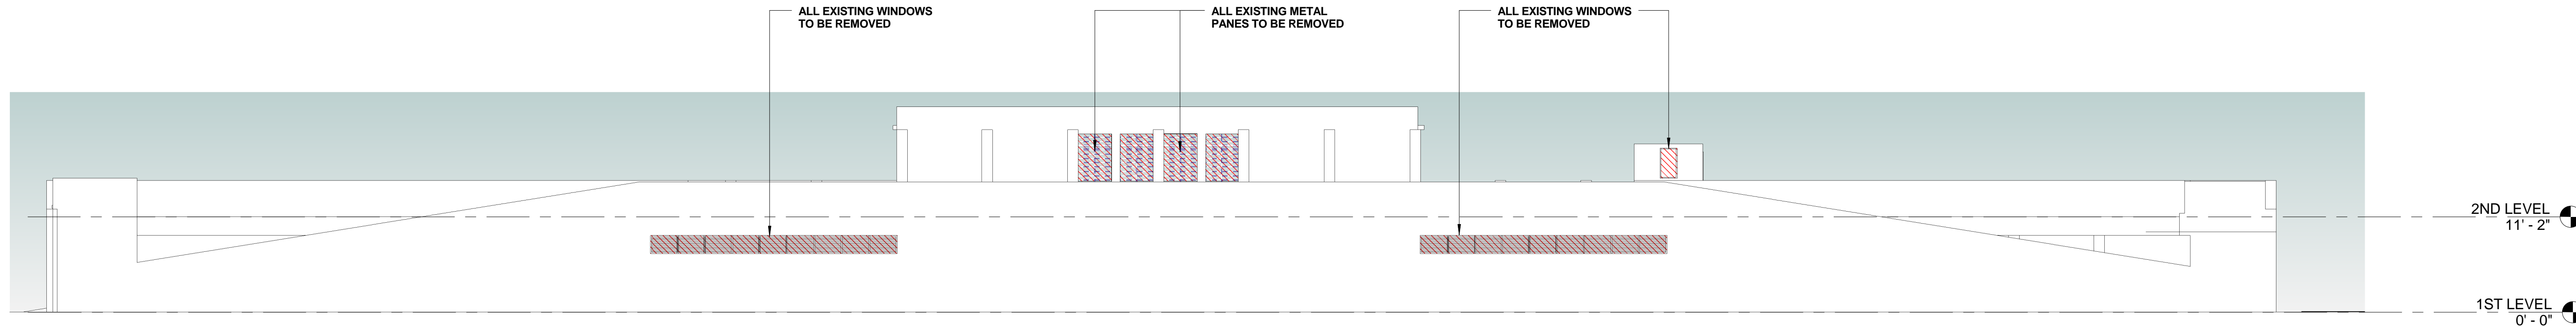 ALL EXISTING WINDOWS
TO BE REMOVED
ALL EXISTING METAL
PANES TO BE REMOVED
ALL EXISTING WINDOWS
TO BE REMOVED
2ND LEVEL
11' - 2"
1ST LEVEL
0' - 0"